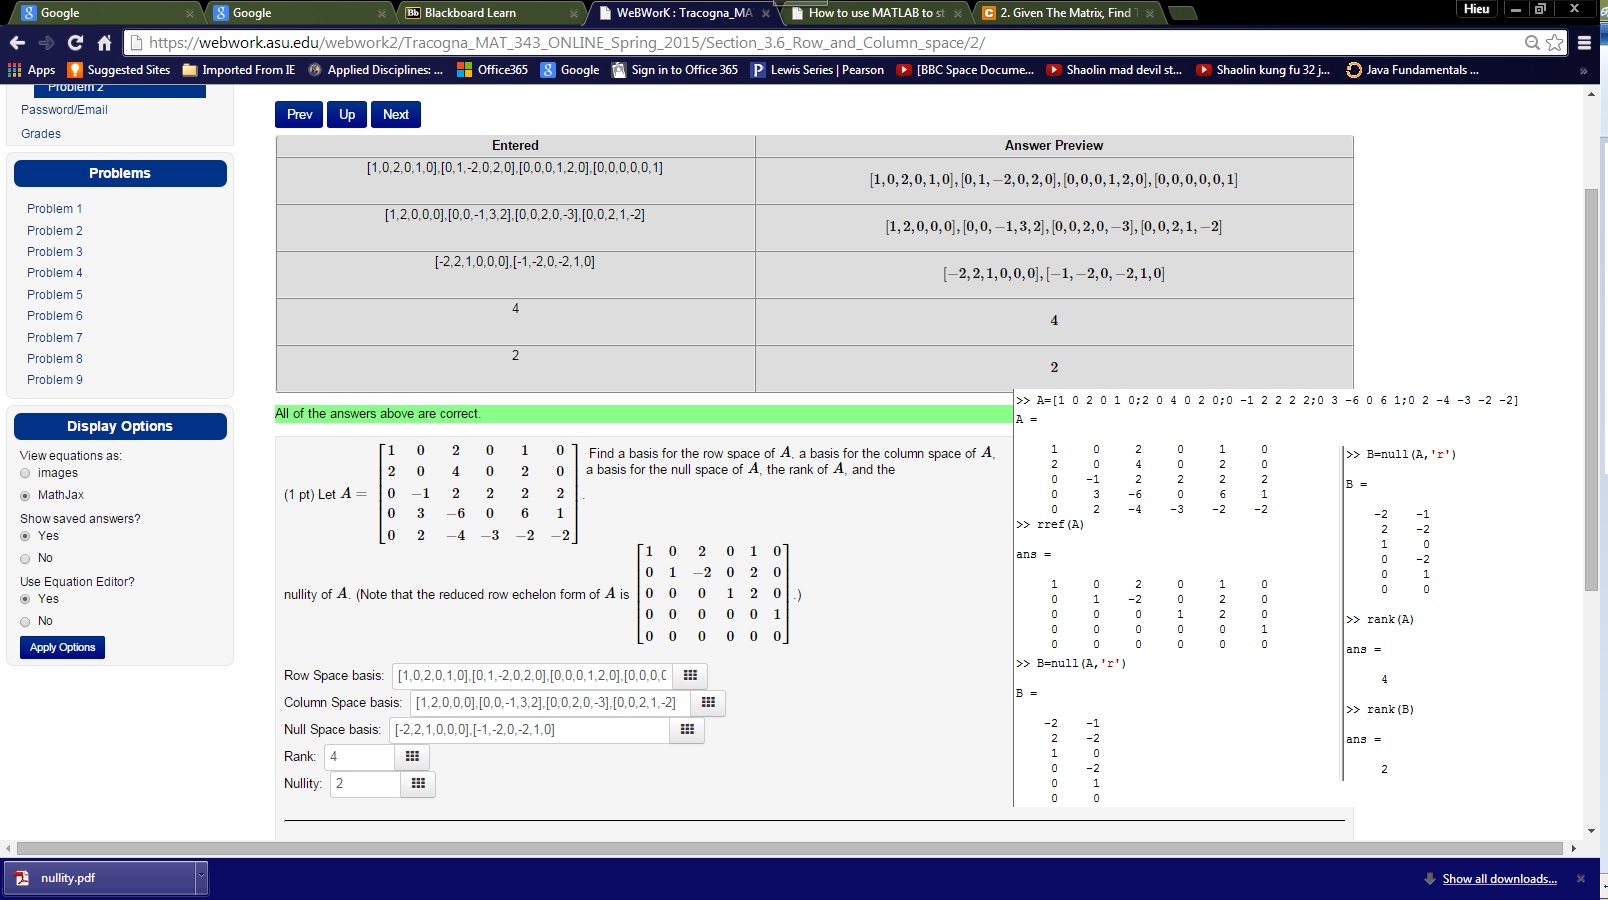 Google
Google
Blackboard Learn
WeBWorK : Tracogna_MA
How to use MATLAB to st
2. Given The Matrix, Find
Hieu
https://webwork.asu.edu/webwork2/Tracogna_MAT_343_ONLINE_Spring_2015/Section_3.6_Row_and_Column_space/2/
Apps Suggested Sites Imported From IE Applied Disciplines: ... Office365 Google Sign in to Office 365 Lewis Series | Pearson [BBC Space Docume... Shaolin mad devil st... Shaolin kung fu 32 j... Java Fundamentals ... »
Problem 2
Password/Email
Grades
Problems
Problem 1
Problem 2
Problem 3
Problem 4
Problem 5
Problem 6
Problem 7
Problem 8
Problem 9
Display Options
View equations as:
images
MathJax
Show saved answers?
Yes
No
Use Equation Editor?
Yes
No
Apply Options
Prev Up Next
Entered Answer Preview
[1,0,2,0,1,0],[0,1,-2,0,2,0],[0,0,0,1,2,0],[0,0,0,0,0,1] [1,0,2,0,1,0],[0,1,−2,0,2,0],[0,0,0,1,2,0],[0,0,0,0,0,1]
[1,2,0,0,0],[0,0,-1,3,2],[0,0,2,0,-3],[0,0,2,1,-2] [1,2,0,0,0],[0,0,−1,3,2],[0,0,2,0,−3],[0,0,2,1,−2]
[-2,2,1,0,0,0],[-1,-2,0,-2,1,0] [−2,2,1,0,0,0],[−1,−2,0,−2,1,0]
4 4
2 2
All of the answers above are correct.
(1 pt) Let A =
1 0 2 0 1 0
2 0 4 0 2 0
0 −1 2 2 2 2
0 3 −6 0 6 1
0 2 −4 −3 −2 −2
Find a basis for the row space of A, a basis for the column space of A,
a basis for the null space of A, the rank of A, and the
.
nullity of A. (Note that the reduced row echelon form of A is
1 0 2 0 1 0
0 1 −2 0 2 0
0 0 0 1 2 0
0 0 0 0 0 1
0 0 0 0 0 0
.)
Row Space basis: [1,0,2,0,1,0],[0,1,-2,0,2,0],[0,0,0,1,2,0],[0,0,0,0
Column Space basis: [1,2,0,0,0],[0,0,-1,3,2],[0,0,2,0,-3],[0,0,2,1,-2]
Null Space basis: [-2,2,1,0,0,0],[-1,-2,0,-2,1,0]
Rank: 4
Nullity: 2
>> A=[1 0 2 0 1 0;2 0 4 0 2 0;0 -1 2 2 2 2;0 3 -6 0 6 1;0 2 -4 -3 -2 -2]
A =
1 0 2 0 1 0
2 0 4 0 2 0
0 -1 2 2 2 2
0 3 -6 0 6 1
0 2 -4 -3 -2 -2
>> rref(A)
ans =
1 0 2 0 1 0
0 1 -2 0 2 0
0 0 0 1 2 0
0 0 0 0 0 1
0 0 0 0 0 0
>> B=null(A,'r')
B =
-2 -1
2 -2
1 0
0 -2
0 1
0 0
>> B=null(A,'r')
B =
-2 -1
2 -2
1 0
0 -2
0 1
0 0
>> rank(A)
ans =
4
>> rank(B)
ans =
2
nullity.pdf
Show all downloads...